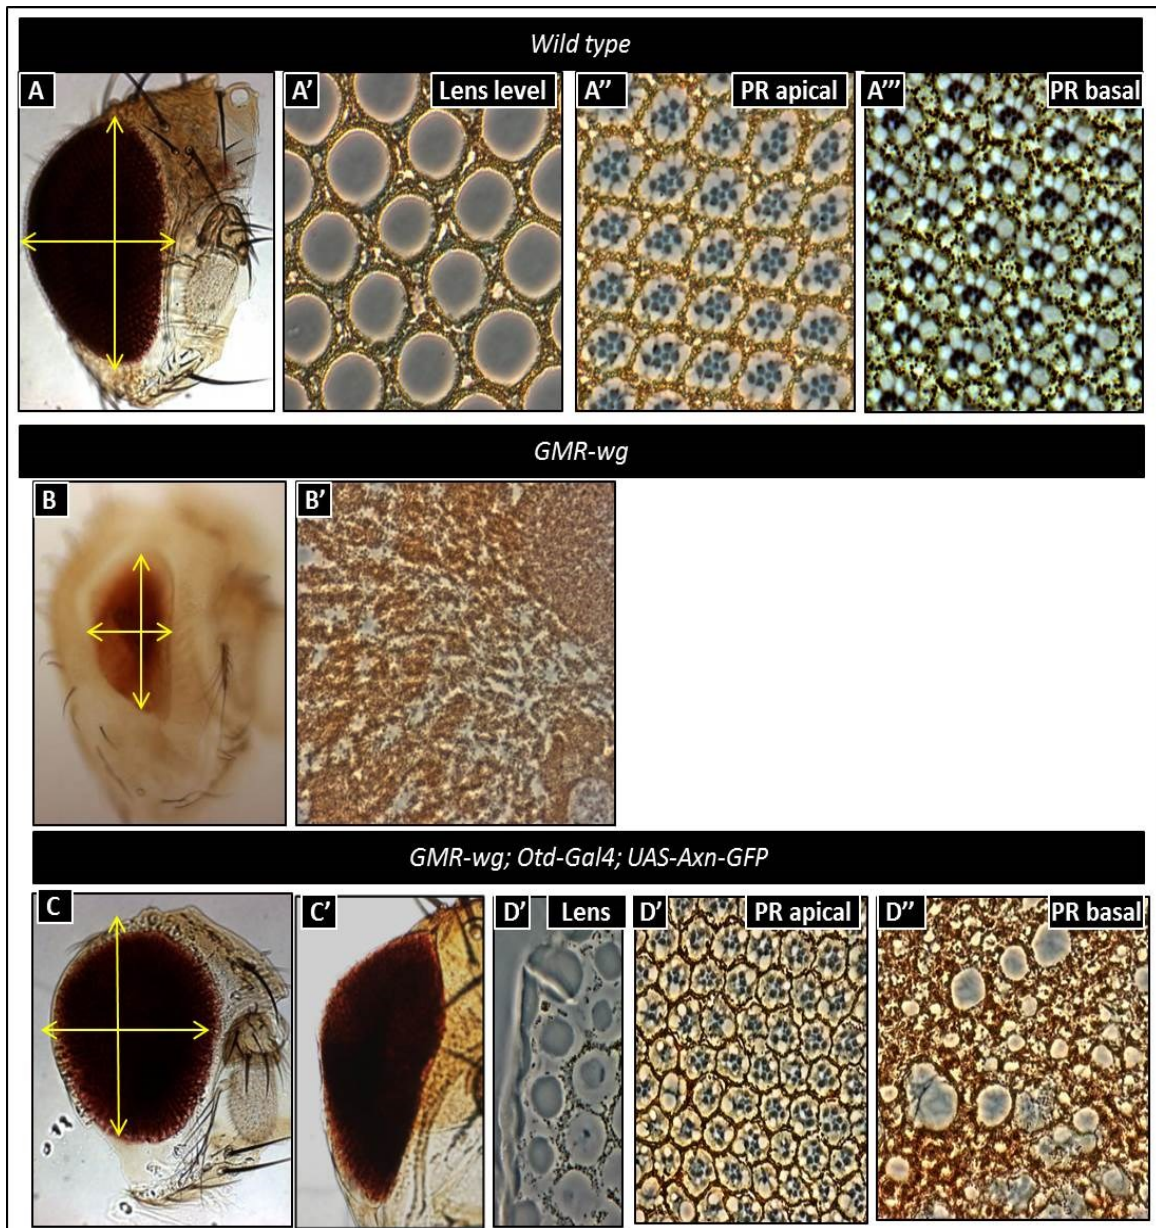 Wild type
A
A' Lens level
A'' PR apical
A''' PR basal
GMR-wg
B
B'
GMR-wg; Otd-Gal4; UAS-Axn-GFP
C
C'
D' Lens
D' PR apical
D'' PR basal